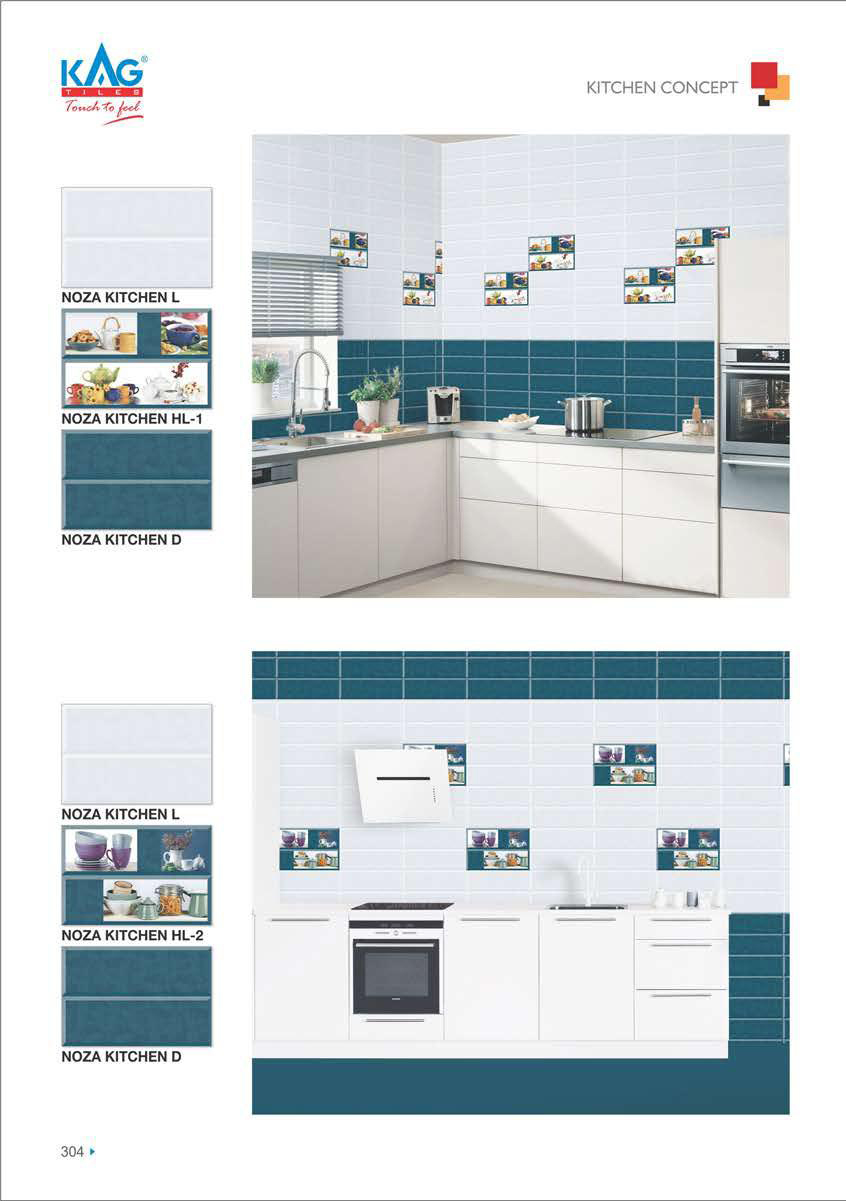 KAG®
TILES
Touch to feel
KITCHEN CONCEPT
NOZA KITCHEN L
NOZA KITCHEN HL-1
NOZA KITCHEN D
NOZA KITCHEN L
NOZA KITCHEN HL-2
NOZA KITCHEN D
304